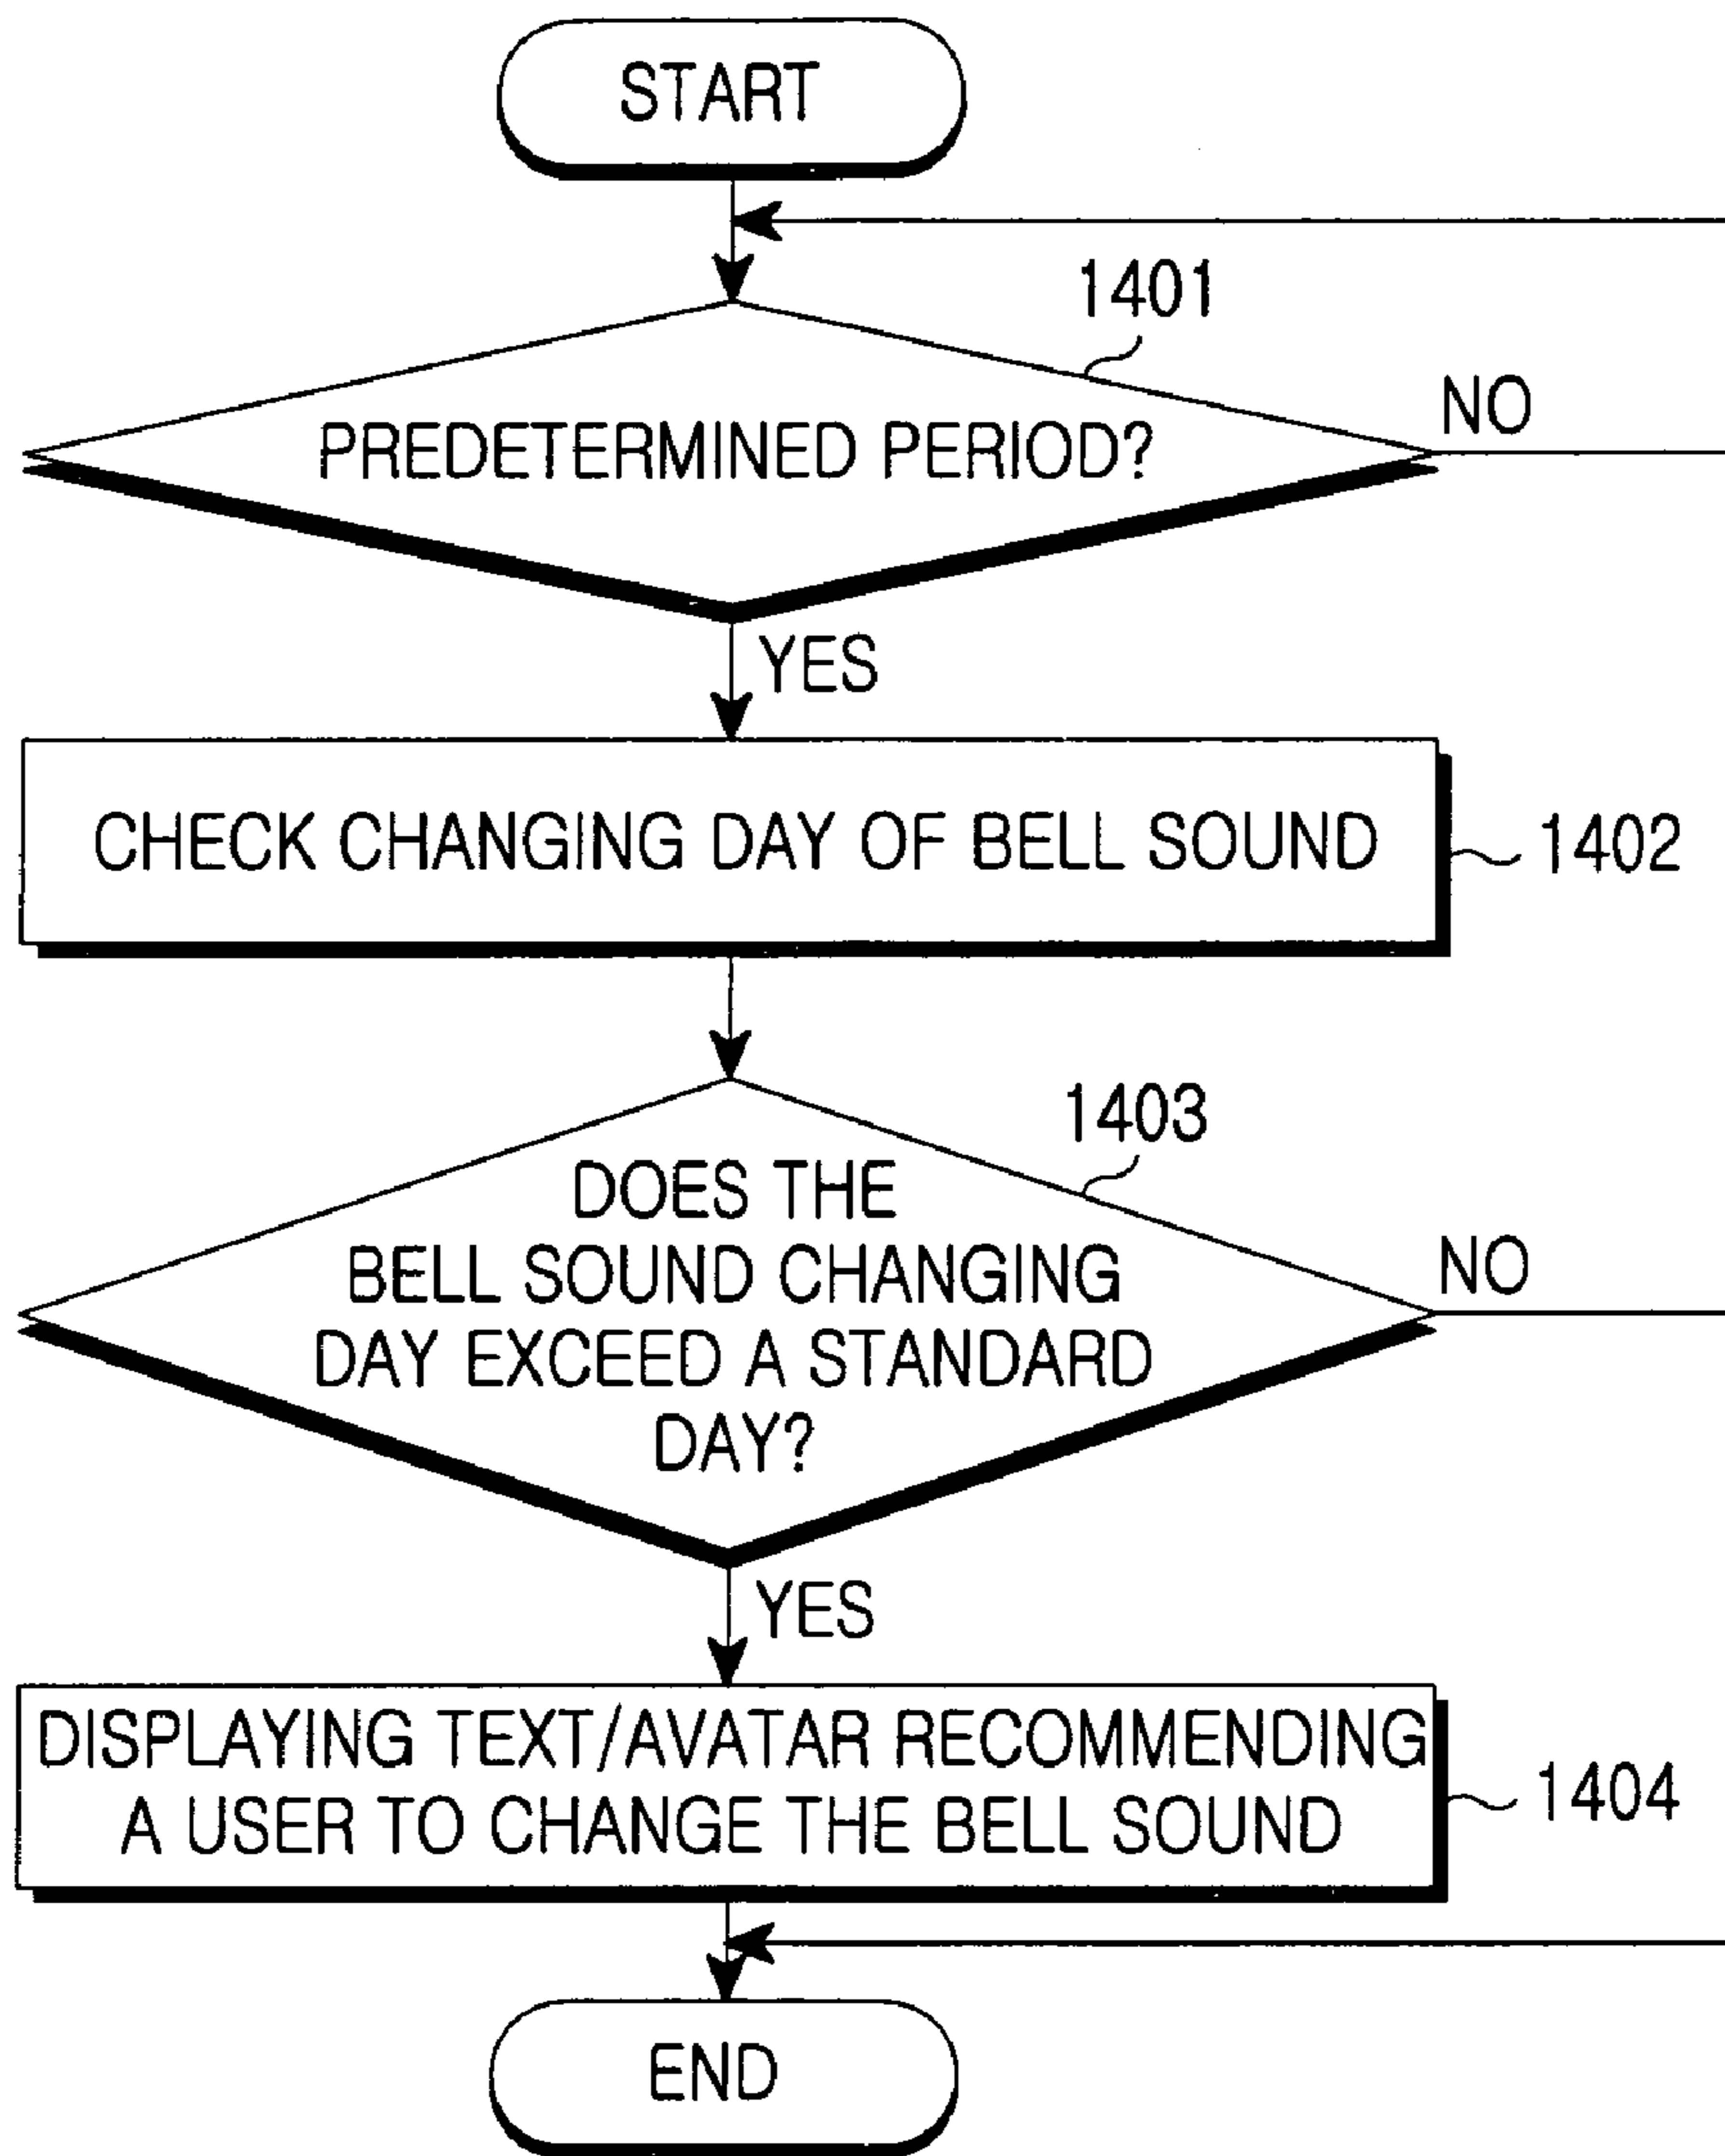 START
1401
PREDETERMINED PERIOD?
NO
YES
CHECK CHANGING DAY OF BELL SOUND
1402
1403
DOES THE
BELL SOUND CHANGING
DAY EXCEED A STANDARD
DAY?
NO
YES
DISPLAYING TEXT/AVATAR RECOMMENDING
A USER TO CHANGE THE BELL SOUND
1404
END